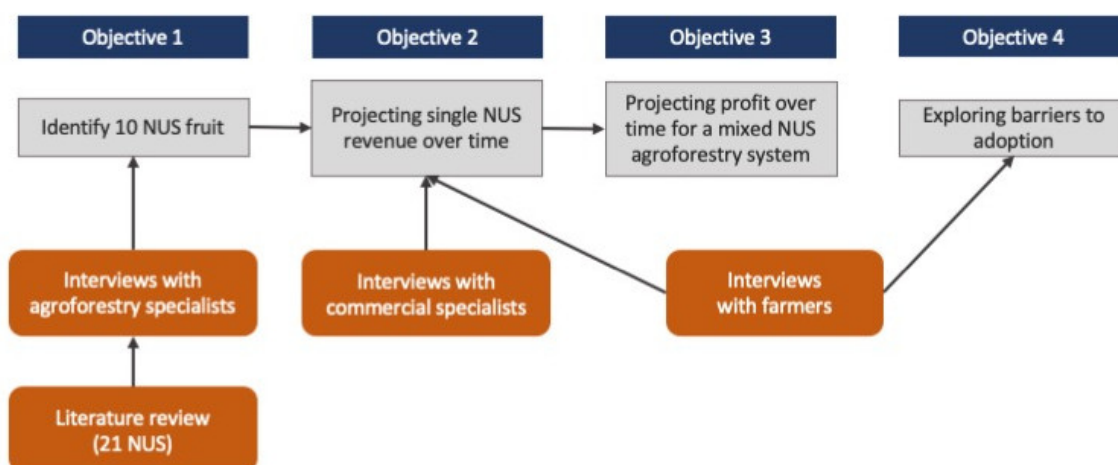 Objective 1
Objective 2
Objective 3
Objective 4
Identify 10 NUS fruit
Projecting single NUS
revenue over time
Projecting profit over
time for a mixed NUS
agroforestry system
Exploring barriers to
adoption
Interviews with
agroforestry specialists
Interviews with
commercial specialists
Interviews
with farmers
Literature review
(21 NUS)